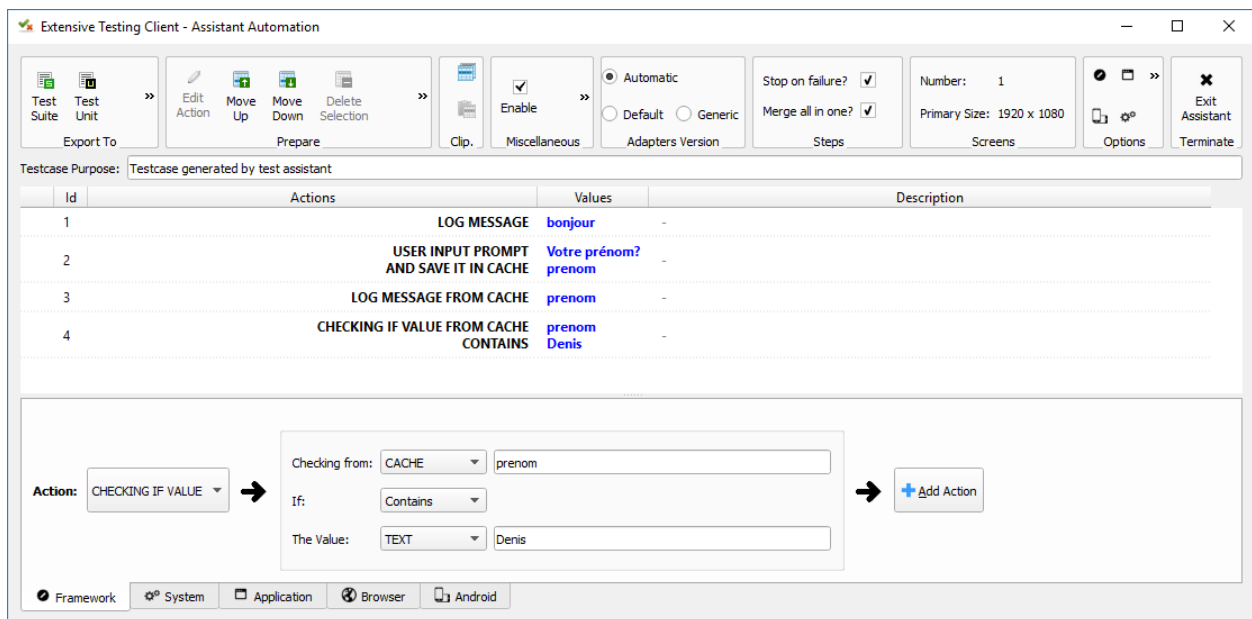 Extensive Testing Client - Assistant Automation
Test Suite
Test Unit
»
Export To
Edit Action
Move Up
Move Down
Delete Selection
»
Prepare
Clip.
Enable
»
Miscellaneous
Automatic
Default
Generic
Adapters Version
Stop on failure?
Merge all in one?
Steps
Number: 1
Primary Size: 1920 x 1080
Screens
»
Options
Exit Assistant
Terminate
Testcase Purpose: Testcase generated by test assistant
Id Actions Values Description
1 LOG MESSAGE bonjour -
2 USER INPUT PROMPT Votre prénom? -
AND SAVE IT IN CACHE prenom
3 LOG MESSAGE FROM CACHE prenom -
4 CHECKING IF VALUE FROM CACHE prenom -
CONTAINS Denis
Checking from: CACHE prenom
Action: CHECKING IF VALUE
If: Contains
Add Action
The Value: TEXT Denis
Framework System Application Browser Android